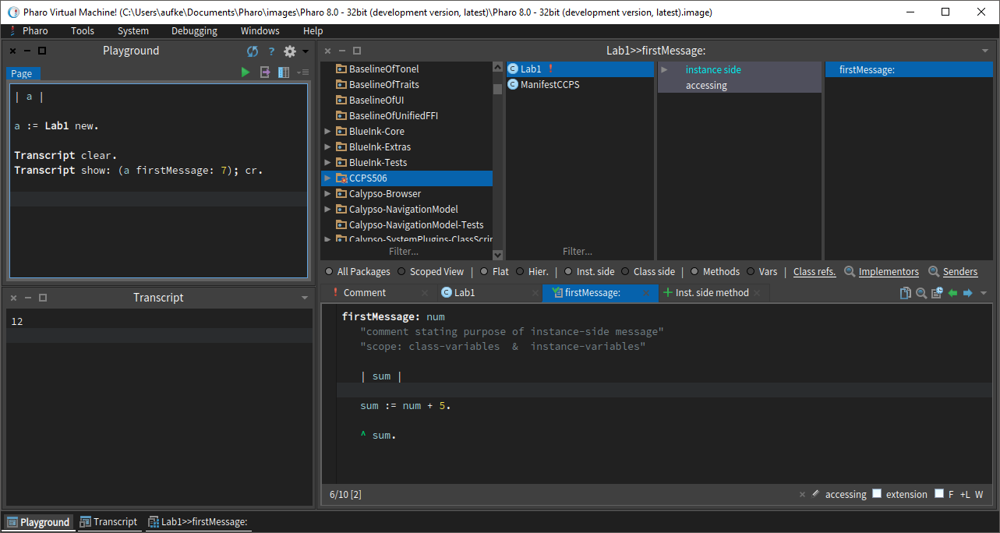 Pharo Virtual Machine! (C:\Users\aufke\Documents\Pharo\images\Pharo 8.0 - 32bit (development version, latest)\Pharo 8.0 - 32bit (development version, latest).image)
Pharo Tools System Debugging Windows Help
Playground
?
Page
| a |
a := Lab1 new.
Transcript clear.
Transcript show: (a firstMessage: 7); cr.
Transcript
12
Lab1>>firstMessage:
BaselineOfTonel
BaselineOfTraits
BaselineOfUI
BaselineOfUnifiedFFI
BlueInk-Core
BlueInk-Extras
BlueInk-Tests
CCPS506
Calypso-Browser
Calypso-NavigationModel
Calypso-NavigationModel-Tests
Calypso-SystemPlugins-ClassScrip
Filter...
C Lab1 !
C ManifestCCPS
Filter...
instance side
accessing
firstMessage:
All Packages Scoped View | Flat Hier. | Inst. side Class side | Methods Vars | Class refs. Implementors Senders
! Comment C Lab1 firstMessage: + Inst. side method
firstMessage: num
"comment stating purpose of instance-side message"
"scope: class-variables & instance-variables"
| sum |
sum := num + 5.
^ sum.
6/10 [2] accessing extension F +L W
Playground Transcript Lab1>>firstMessage: